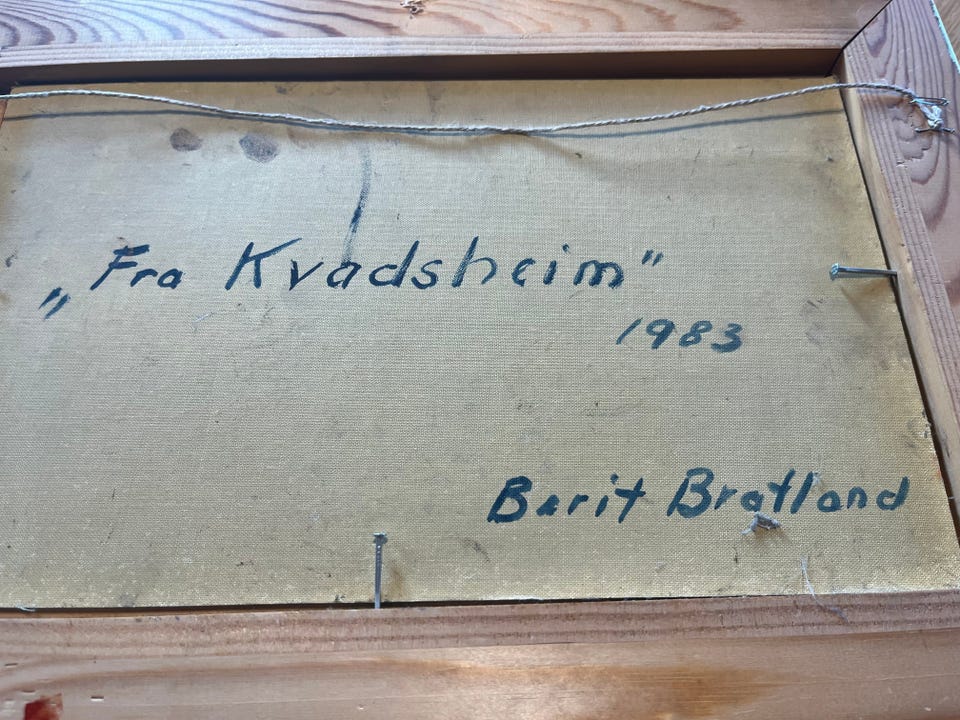 „Fra Kvadsheim"
1983
Berit Bratland